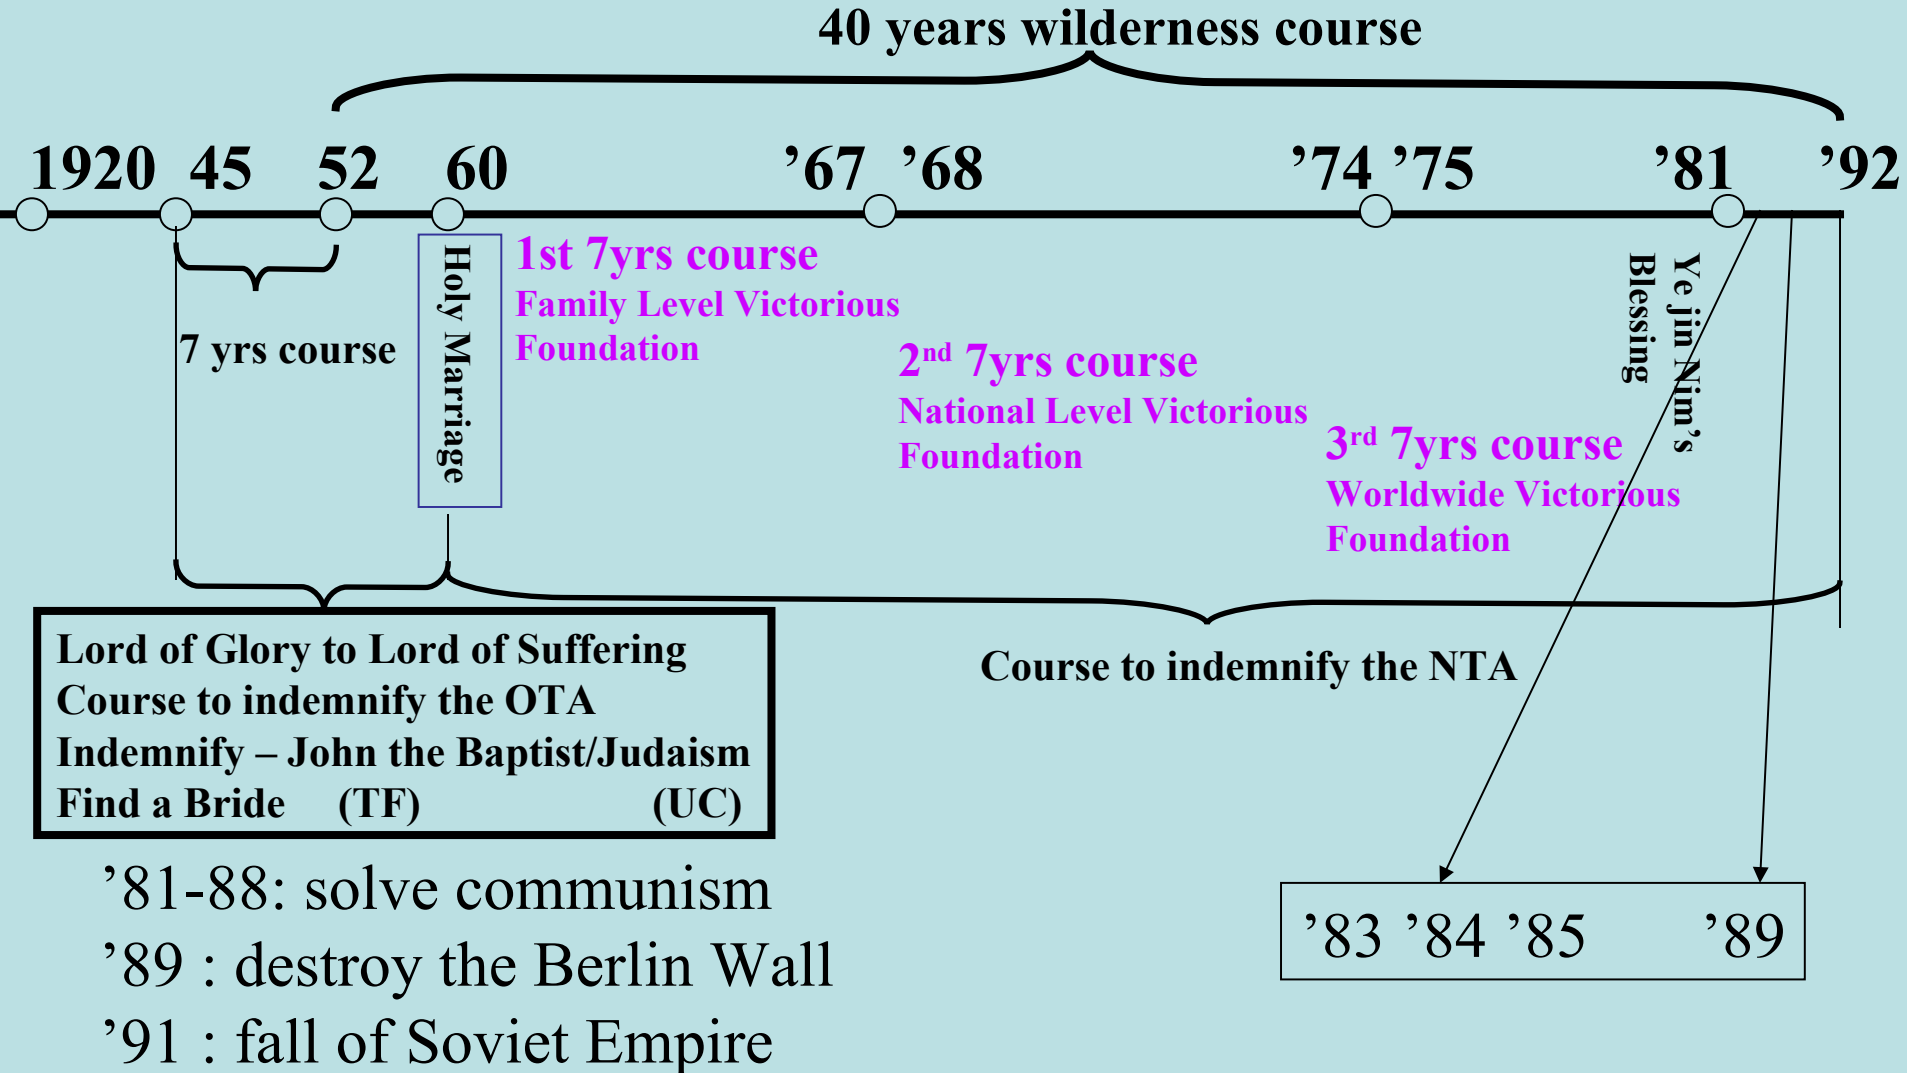 40 years wilderness course
1920 45 52 60 ’67 ’68 ’74 ’75 ’81 ’92
7 yrs course
Holy Marriage
1st 7yrs course
Family Level Victorious
Foundation
2nd 7yrs course
National Level Victorious
Foundation
3rd 7yrs course
Worldwide Victorious
Foundation
Ye jin Nim’s
Blessing
Lord of Glory to Lord of Suffering
Course to indemnify the OTA
Indemnify – John the Baptist/Judaism
Find a Bride (TF) (UC)
Course to indemnify the NTA
’81-88: solve communism
’89 : destroy the Berlin Wall
’91 : fall of Soviet Empire
’83 ’84 ’85 ’89